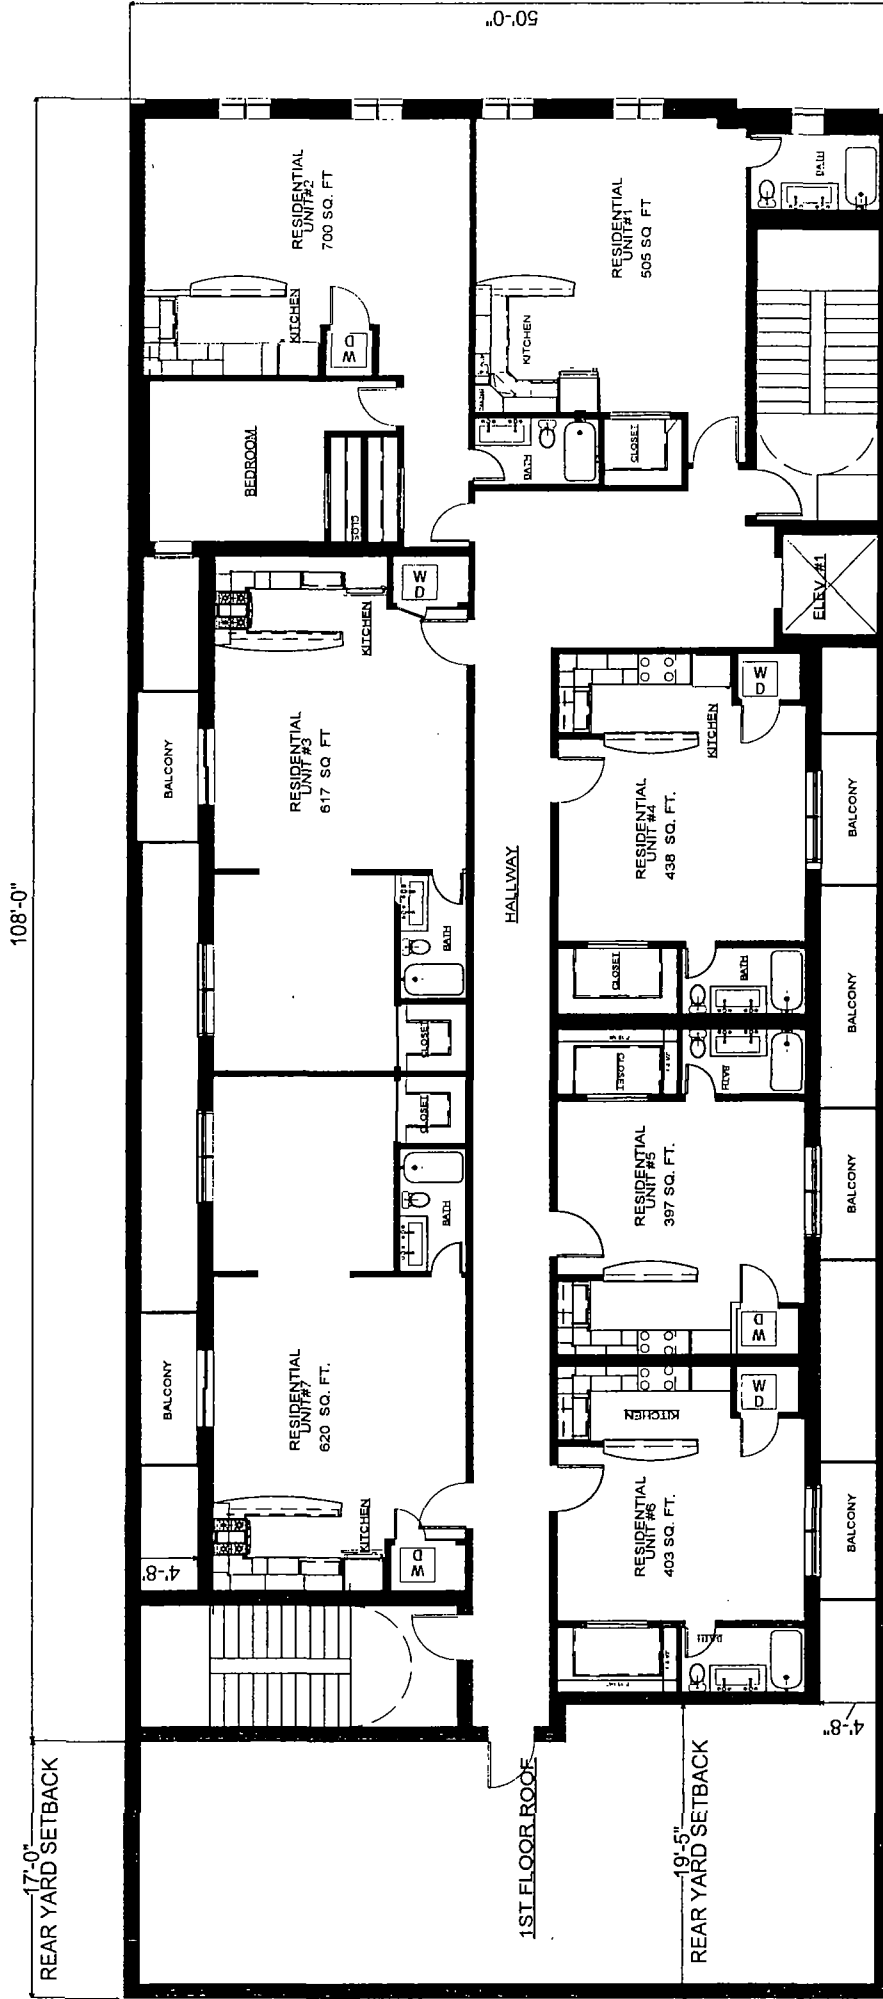 50'-0"
108'-0"
RESIDENTIAL
UNIT#2
700 SQ. FT
KITCHEN
W
D
BEDROOM
CLOS
RESIDENTIAL
UNIT#1
505 SQ FT
KITCHEN
BATH
CLOSET
BATH
ELEV #1
W
D
KITCHEN
RESIDENTIAL
UNIT #3
617 SQ FT
BALCONY
BATH
CLOSET
HALLWAY
W
D
KITCHEN
RESIDENTIAL
UNIT #4
438 SQ. FT.
BALCONY
CLOSET
BATH
BALCONY
CLOSET
BATH
RESIDENTIAL
UNIT#5
397 SQ. FT.
BALCONY
W
D
CLOSET
BATH
RESIDENTIAL
UNIT#7
620 SQ. FT.
BALCONY
KITCHEN
W
D
4'-8"
KITCHEN
W
D
RESIDENTIAL
UNIT #6
403 SQ. FT.
BALCONY
BATH
4'-8"
17'-0"
REAR YARD SETBACK
1ST FLOOR ROOF
19'-5"
REAR YARD SETBACK